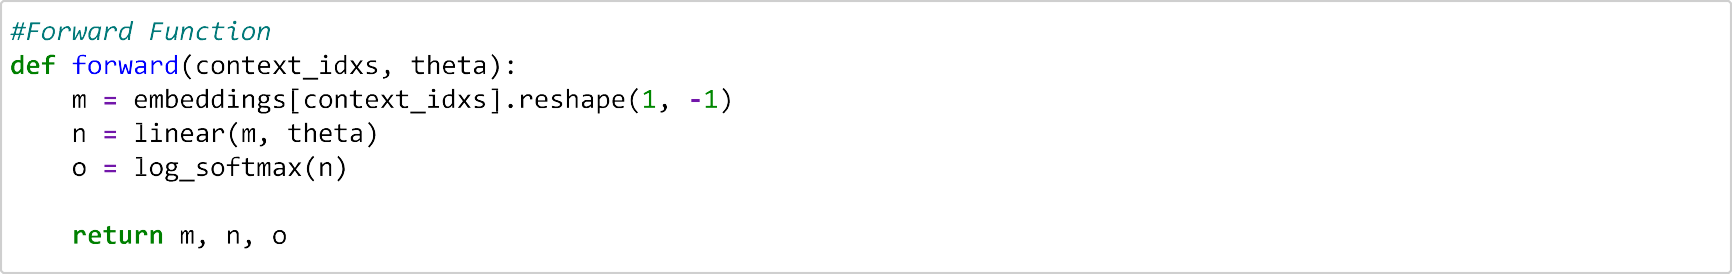 #Forward Function
def forward(context_idxs, theta):
    m = embeddings[context_idxs].reshape(1, -1)
    n = linear(m, theta)
    o = log_softmax(n)

    return m, n, o